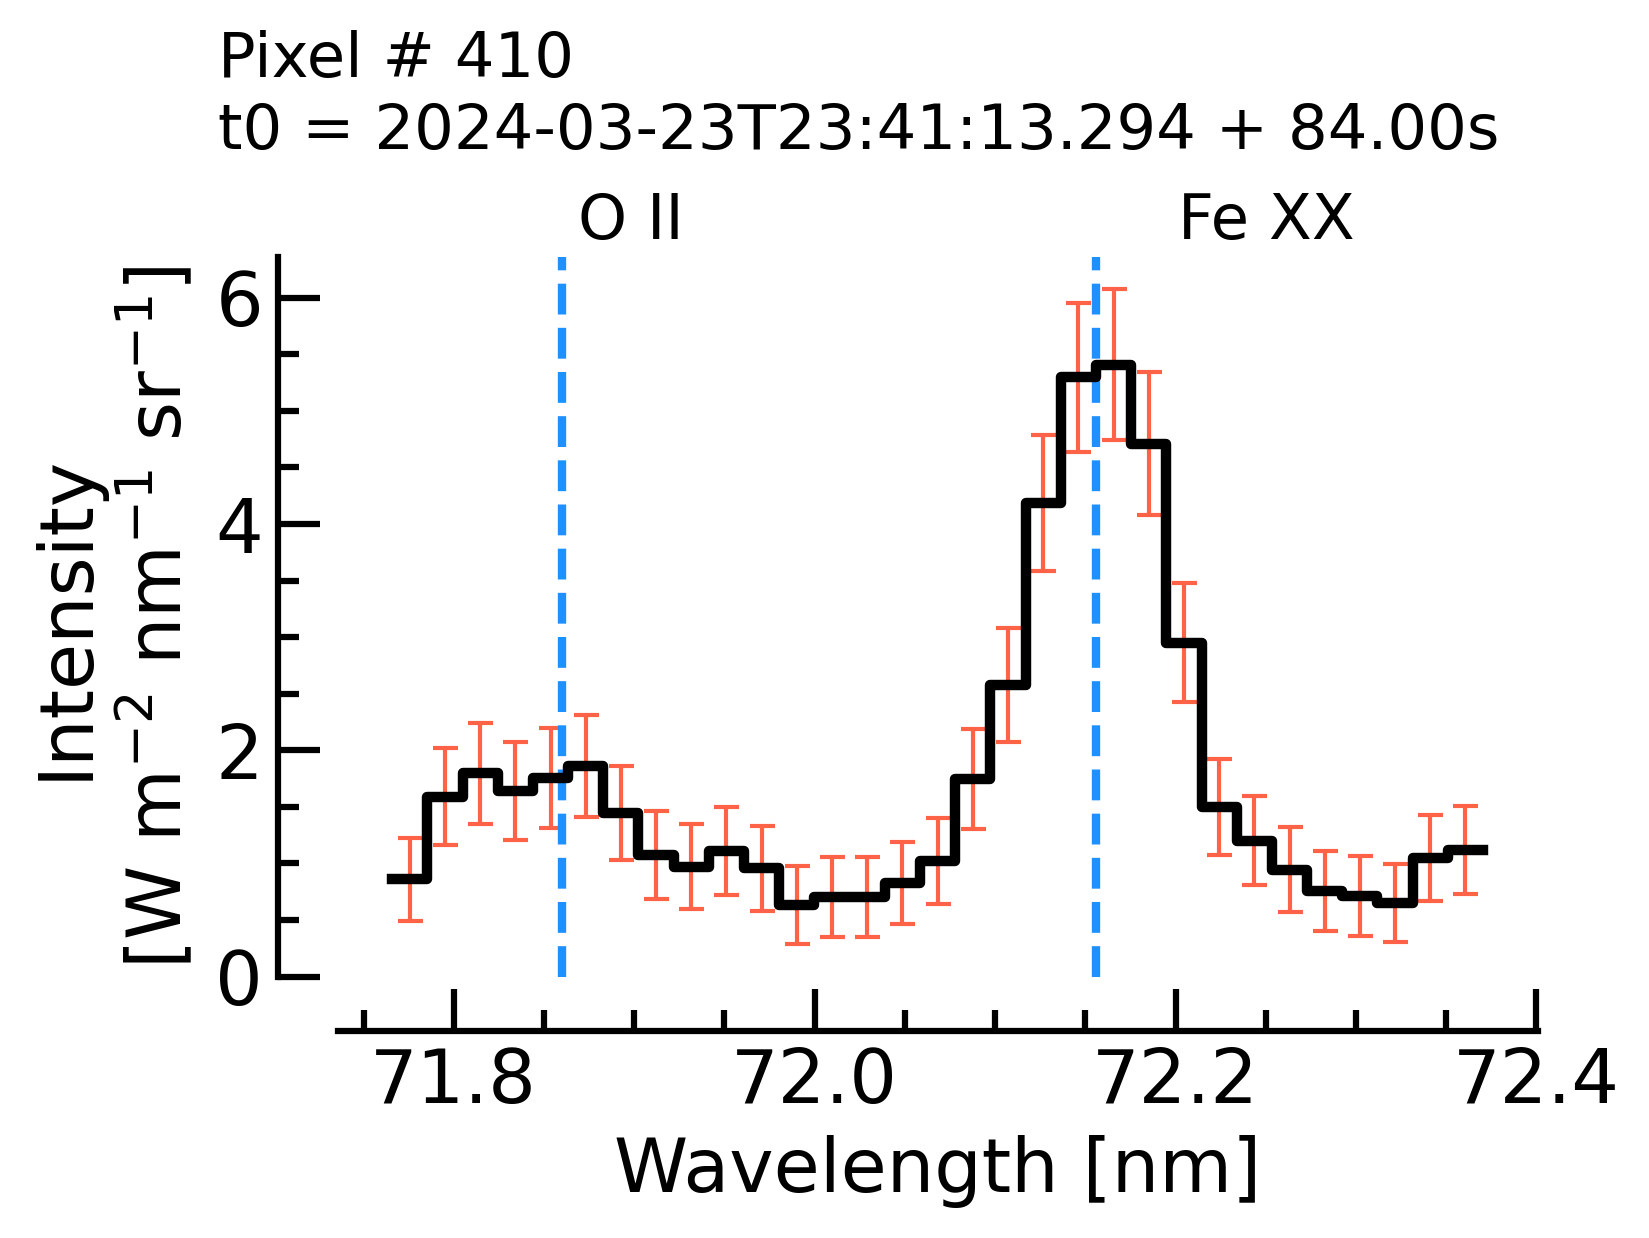 Pixel # 410
t0 = 2024-03-23T23:41:13.294 + 84.00s
O II
Fe XX
Intensity
[W m⁻² nm⁻¹ sr⁻¹]
6
4
2
0
71.8 72.0 72.2 72.4
Wavelength [nm]